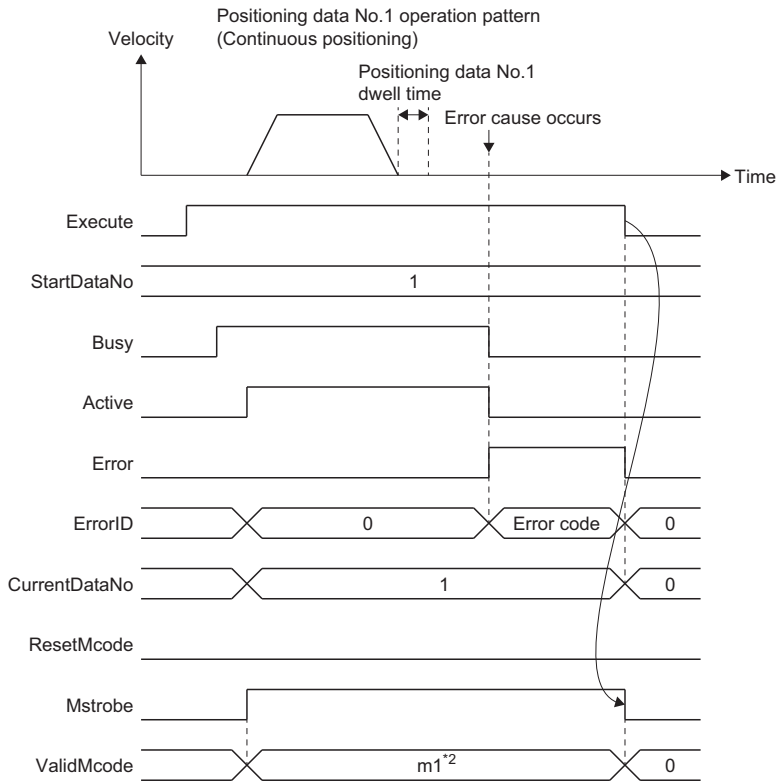 Positioning data No.1 operation pattern
(Continuous positioning)
Velocity
Positioning data No.1
dwell time
Error cause occurs
Time
Execute
StartDataNo
1
Busy
Active
Error
ErrorID
0
Error code
0
CurrentDataNo
1
0
ResetMcode
Mstrobe
ValidMcode
m1*2
0